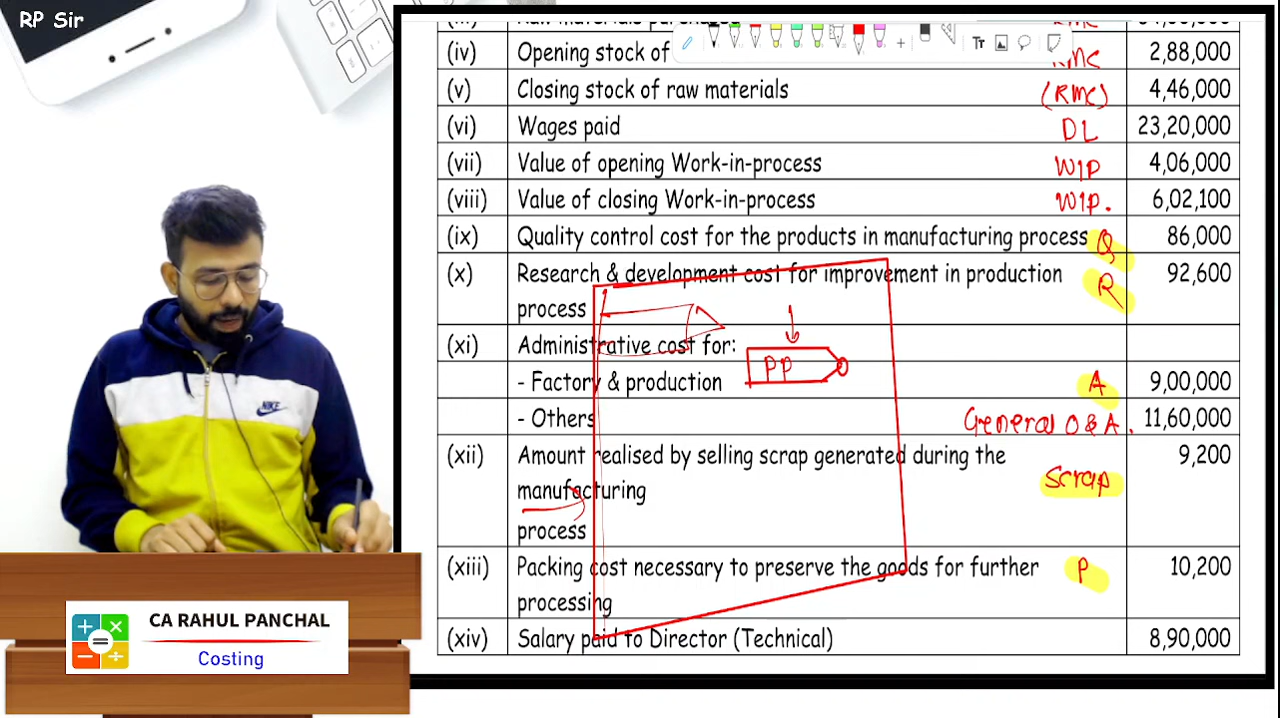 RP Sir
2,88,000
(iv) Opening stock of
(v) Closing stock of raw materials (RMC) 4,46,000
(vi) Wages paid DL 23,20,000
(vii) Value of opening Work-in-process WIP 4,06,000
(viii) Value of closing Work-in-process WIP. 6,02,100
(ix) Quality control cost for the products in manufacturing process Q 86,000
(x) Research & development cost for improvement in production R 92,600
process
(xi) Administrative cost for:
PP
- Factory & production A 9,00,000
- Others General O & A. 11,60,000
(xii) Amount realised by selling scrap generated during the 9,200
manufacturing Scrap
process
(xiii) Packing cost necessary to preserve the goods for further P 10,200
processing
(xiv) Salary paid to Director (Technical) 8,90,000
Tr
NIKE
CA RAHUL PANCHAL
Costing